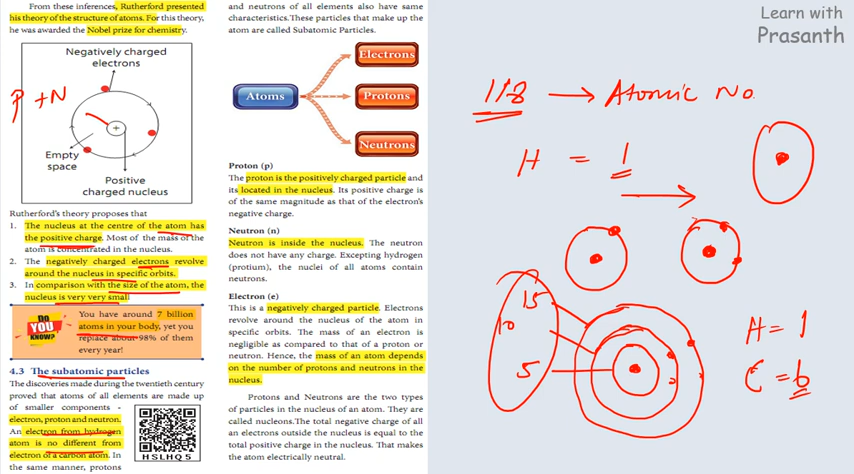 From these inferences, Rutherford presented
his theory of the structure of atoms. For this theory,
he was awarded the Nobel prize for chemistry.
Negatively charged
electrons
P + N
+
Empty
space
Positive
charged nucleus
Rutherford's theory proposes that
1. The nucleus at the centre of the atom has
the positive charge. Most of the mass of the
atom is concentrated in the nucleus.
2. The negatively charged electrons revolve
around the nucleus in specific orbits.
3. In comparison with the size of the atom, the
nucleus is very very small.
DO
YOU
KNOW?
You have around 7 billion
atoms in your body, yet you
replace about 98% of them
every year!
4.3 The subatomic particles
The discoveries made during the twentieth century
proved that atoms of all elements are made up
of smaller components -
electron, proton and neutron.
An electron from hydrogen
atom is no different from
electron of a carbon atom. In
the same manner, protons
HSLHQ5
and neutrons of all elements also have same
characteristics.These particles that make up the
atom are called Subatomic Particles.
Atoms
Electrons
Protons
Neutrons
Proton (p)
The proton is the positively charged particle and
its located in the nucleus. Its positive charge is
of the same magnitude as that of the electron's
negative charge.
Neutron (n)
Neutron is inside the nucleus. The neutron
does not have any charge. Excepting hydrogen
(protium), the nuclei of all atoms contain
neutrons.
Electron (e)
This is a negatively charged particle. Electrons
revolve around the nucleus of the atom in
specific orbits. The mass of an electron is
negligible as compared to that of a proton or
neutron. Hence, the mass of an atom depends
on the number of protons and neutrons in the
nucleus.
Protons and Neutrons are the two types
of particles in the nucleus of an atom. They are
called nucleons.The total negative charge of all
an electrons outside the nucleus is equal to the
total positive charge in the nucleus. That makes
the atom electrically neutral.
Learn with
Prasanth
118 → Atomic No.
H = 1
15
10
5
H = 1
C = 6